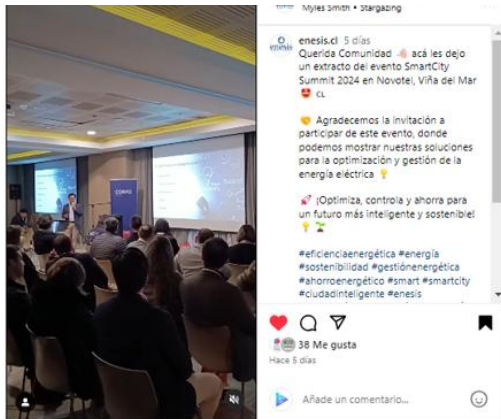 Myles Smith • Stargazing
enesis.cl 5 días
Querida Comunidad 👋🏻 acá les dejo
un extracto del evento SmartCity
Summit 2024 en Novotel, Viña del Mar
😍 CL
🤝 Agradecemos la invitación a
participar de este evento, donde
podemos mostrar nuestras soluciones
para la optimización y gestión de la
energía eléctrica 💡
🚀 ¡Optimiza, controla y ahorra para
un futuro más inteligente y sostenible!
💡 🌱
#eficienciaenergética #energía
#sostenibilidad #gestiónenergética
#ahorroenergético #smart #smartcity
#ciudadinteligente #enesis
38 Me gusta
Hace 5 días
Añade un comentario...
CORFO